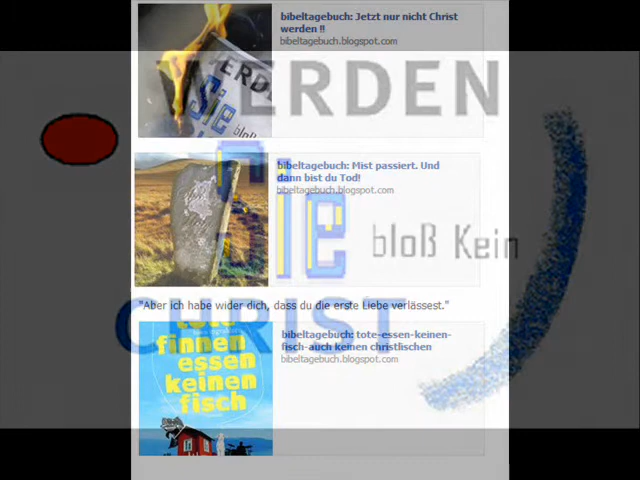 bibeltagebuch: Jetzt nur nicht Christ
werden !!
bibeltagebuch.blogspot.com
WERDEN
Sie
bibeltagebuch: Mist passiert. Und
dann bist du Tod!
bibeltagebuch.blogspot.com
Sie
bloß Kein
"Aber ich habe wider dich, dass du die erste Liebe verlässest."
CHRIST
tote
finnen
essen
keinen
fisch
bibeltagebuch: tote-essen-keinen-
fisch-auch keinen christlischen
bibeltagebuch.blogspot.com